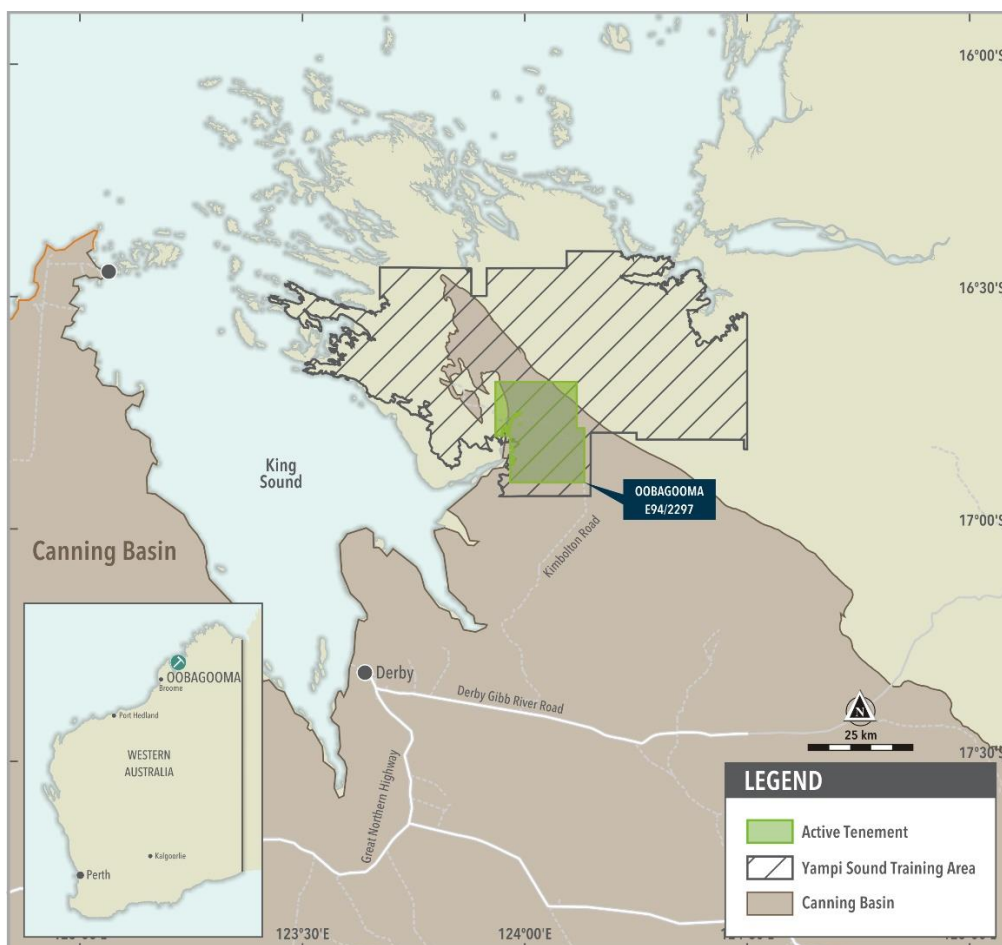 16°00'S
16°30'S
King
Sound
OOBAGOOMA
E94/2297
17°00'S
Kimbolton Road
Canning Basin
Derby
Derby Gibb River Road
N
25 km
17°30'S
Great Northern Highway
OOBAGOOMA
Broome
Port Hedland
WESTERN
AUSTRALIA
Kalgoorlie
Perth
LEGEND
Active Tenement
Yampi Sound Training Area
Canning Basin
123°30'E
124°00'E